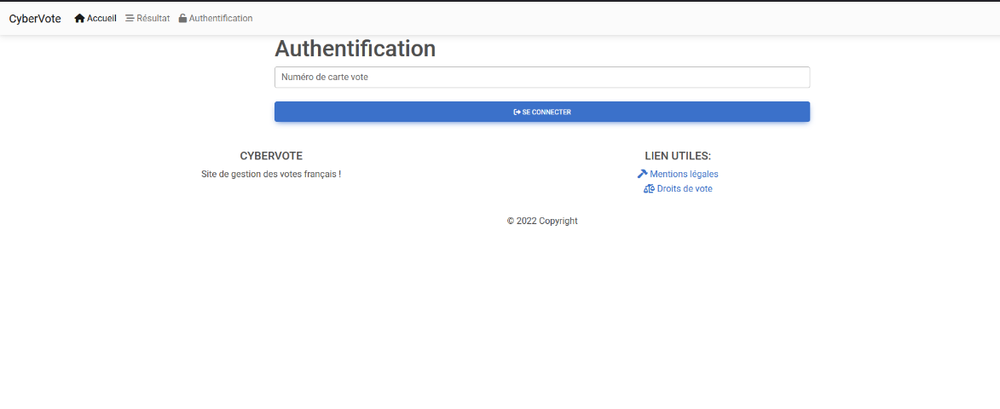 CyberVote Accueil Résultat Authentification
Authentification
Numéro de carte vote
SE CONNECTER
CYBERVOTE
Site de gestion des votes français !
LIEN UTILES:
Mentions légales
Droits de vote
© 2022 Copyright